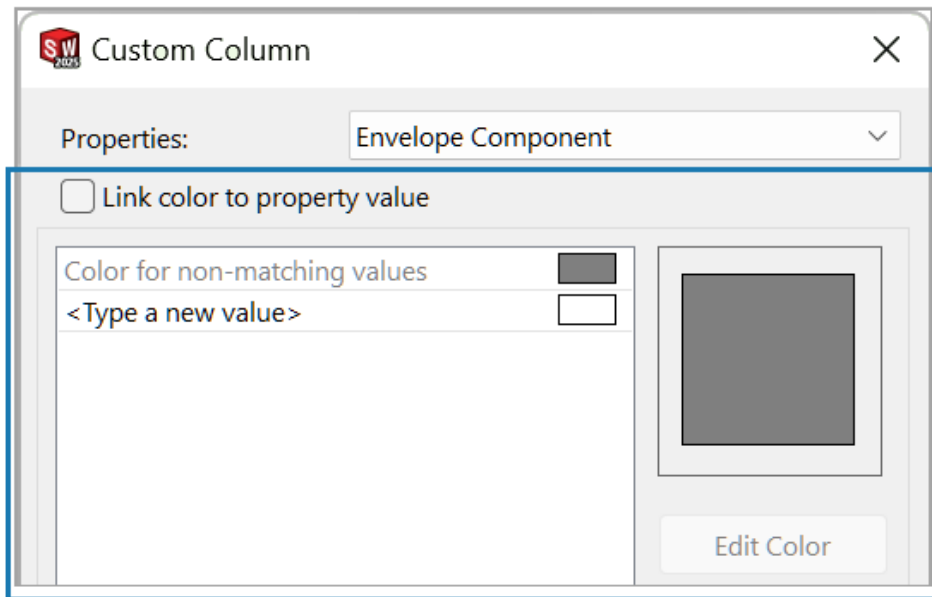 SW
2025
Custom Column
Properties:
Envelope Component
Link color to property value
Color for non-matching values
<Type a new value>
Edit Color